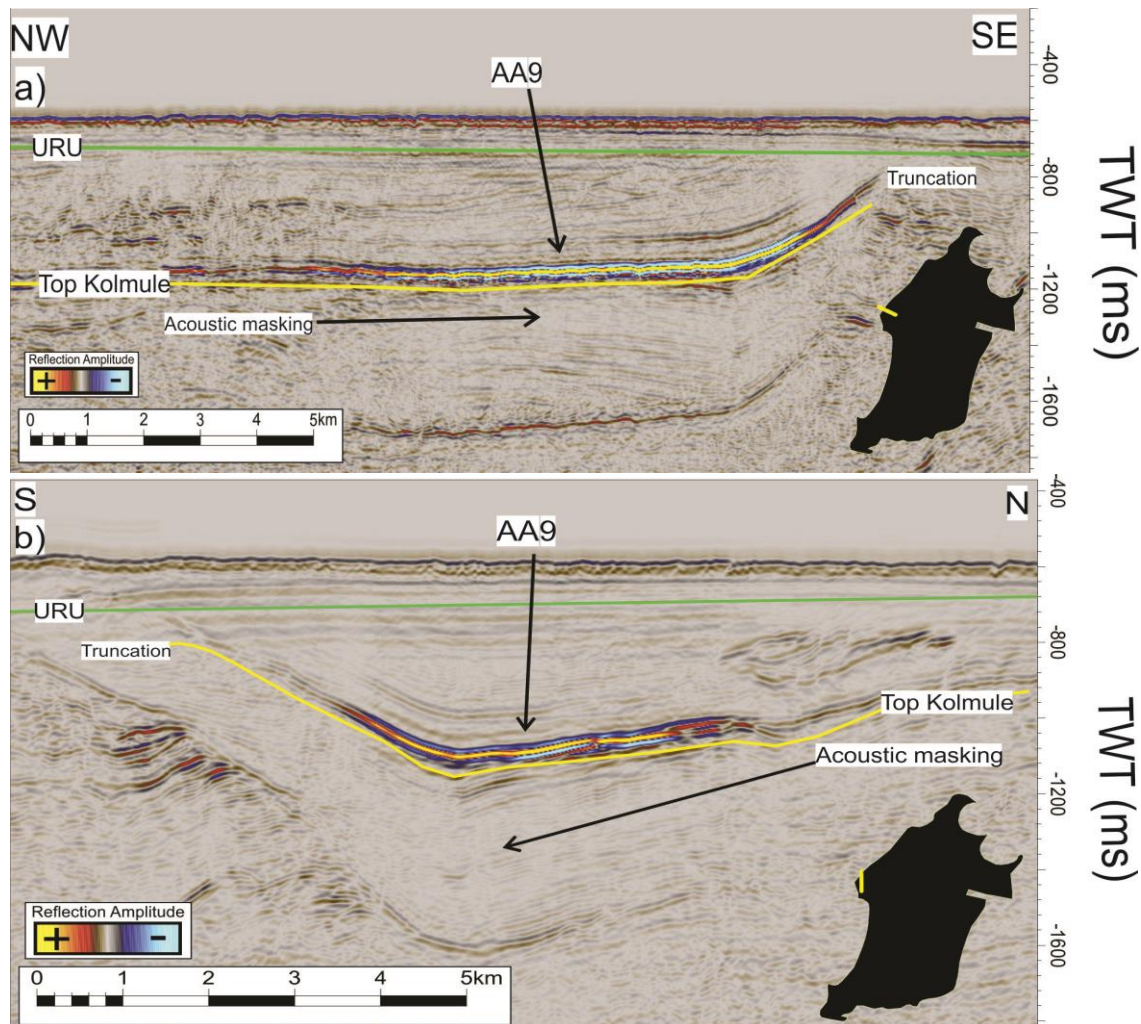 NW
SE
a)
AA9
-400
URU
-800
Truncation
TWT (ms)
Top Kolmule
-1200
Acoustic masking
Reflection Amplitude
+ -
0 1 2 3 4 5km
-1600
S
N
-400
b)
AA9
URU
Truncation
-800
Top Kolmule
TWT (ms)
Acoustic masking
-1200
Reflection Amplitude
+ -
0 1 2 3 4 5km
-1600